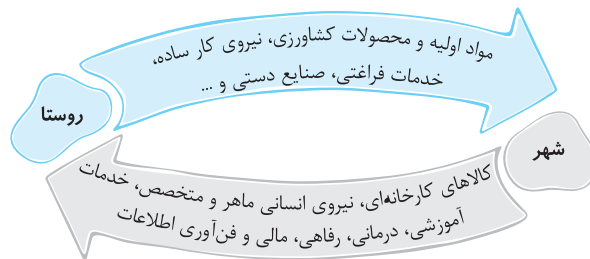 مواد اولیه و محصولات کشاورزی، نیروی کار ساده،
خدمات فراغتی، صنایع دستی و ...
روستا
شهر
کالاهای کارخانه‌ای، نیروی انسانی ماهر و متخصص، خدمات
آموزشی، درمانی، رفاهی، مالی و فن‌آوری اطلاعات